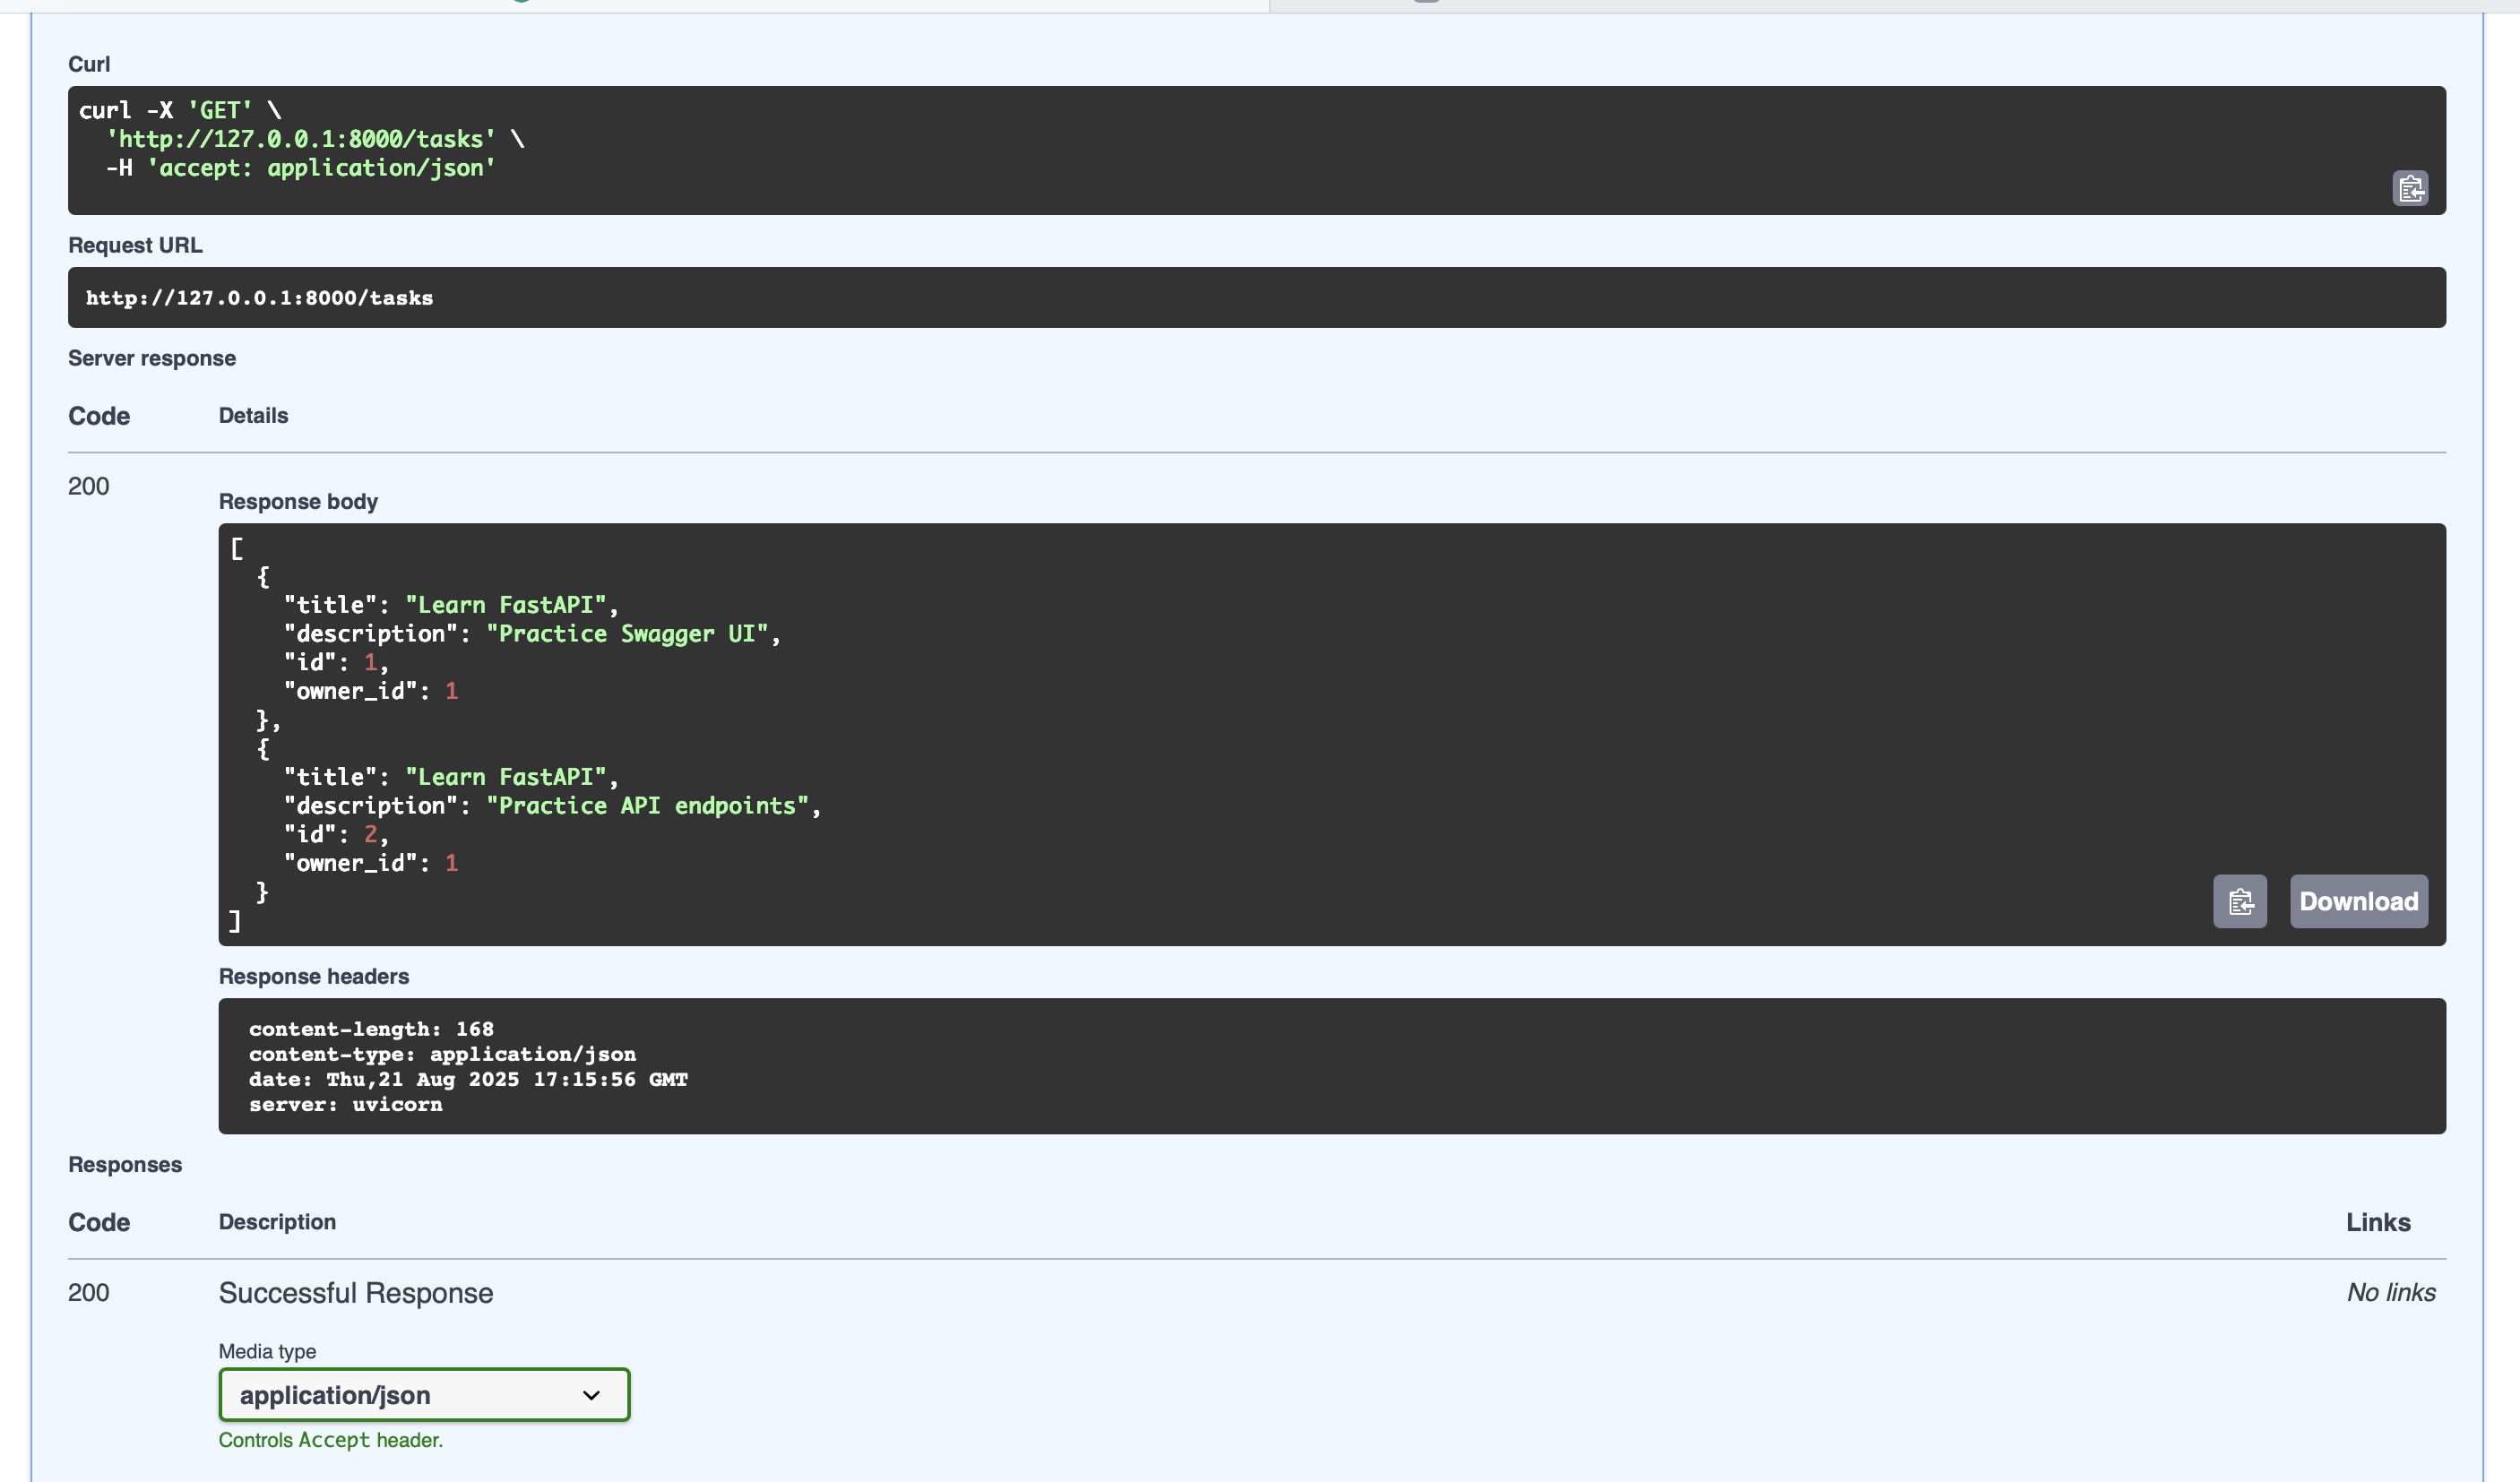 Curl
curl -X 'GET' \
  'http://127.0.0.1:8000/tasks' \
  -H 'accept: application/json'
Request URL
http://127.0.0.1:8000/tasks
Server response
Code Details
200
Response body
[
  {
    "title": "Learn FastAPI",
    "description": "Practice Swagger UI",
    "id": 1,
    "owner_id": 1
  },
  {
    "title": "Learn FastAPI",
    "description": "Practice API endpoints",
    "id": 2,
    "owner_id": 1
  }
]
Download
Response headers
content-length: 168
content-type: application/json
date: Thu,21 Aug 2025 17:15:56 GMT
server: uvicorn
Responses
Code Description Links
200 Successful Response No links
Media type
application/json
Controls Accept header.